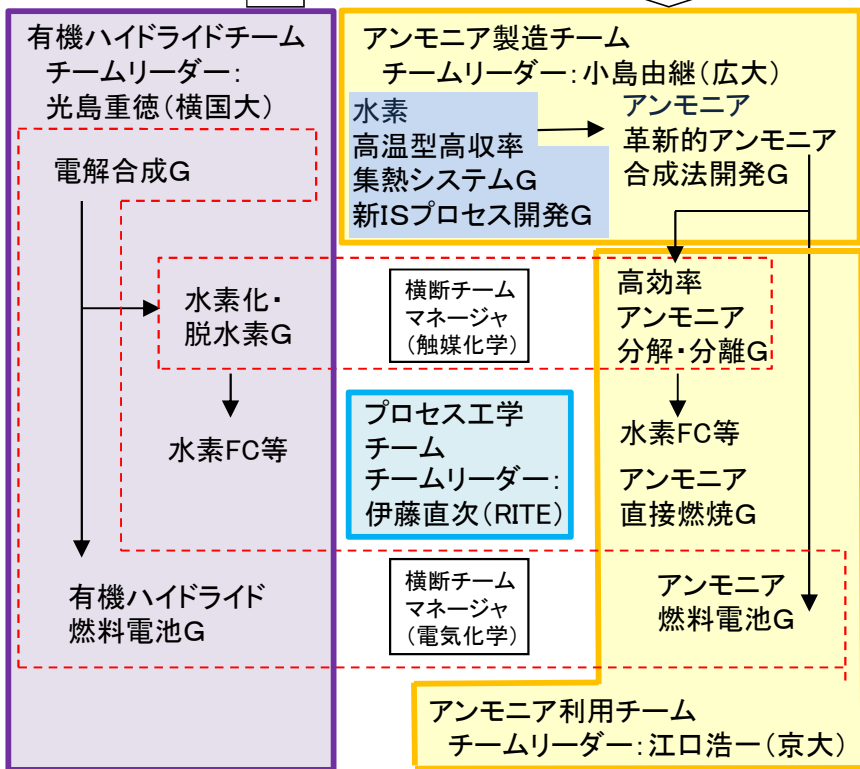 有機ハイドライドチーム
チームリーダー:
光島重徳(横国大)
電解合成G
水素化・
脱水素G
水素FC等
有機ハイドライド
燃料電池G
アンモニア製造チーム
チームリーダー:小島由継(広大)
水素
高温型高収率
集熱システムG
新ISプロセス開発G
アンモニア
革新的アンモニア
合成法開発G
横断チーム
マネージャ
(触媒化学)
高効率
アンモニア
分解・分離G
プロセス工学
チーム
チームリーダー:
伊藤直次(RITE)
水素FC等
アンモニア
直接燃焼G
横断チーム
マネージャ
(電気化学)
アンモニア
燃料電池G
アンモニア利用チーム
チームリーダー:江口浩一(京大)